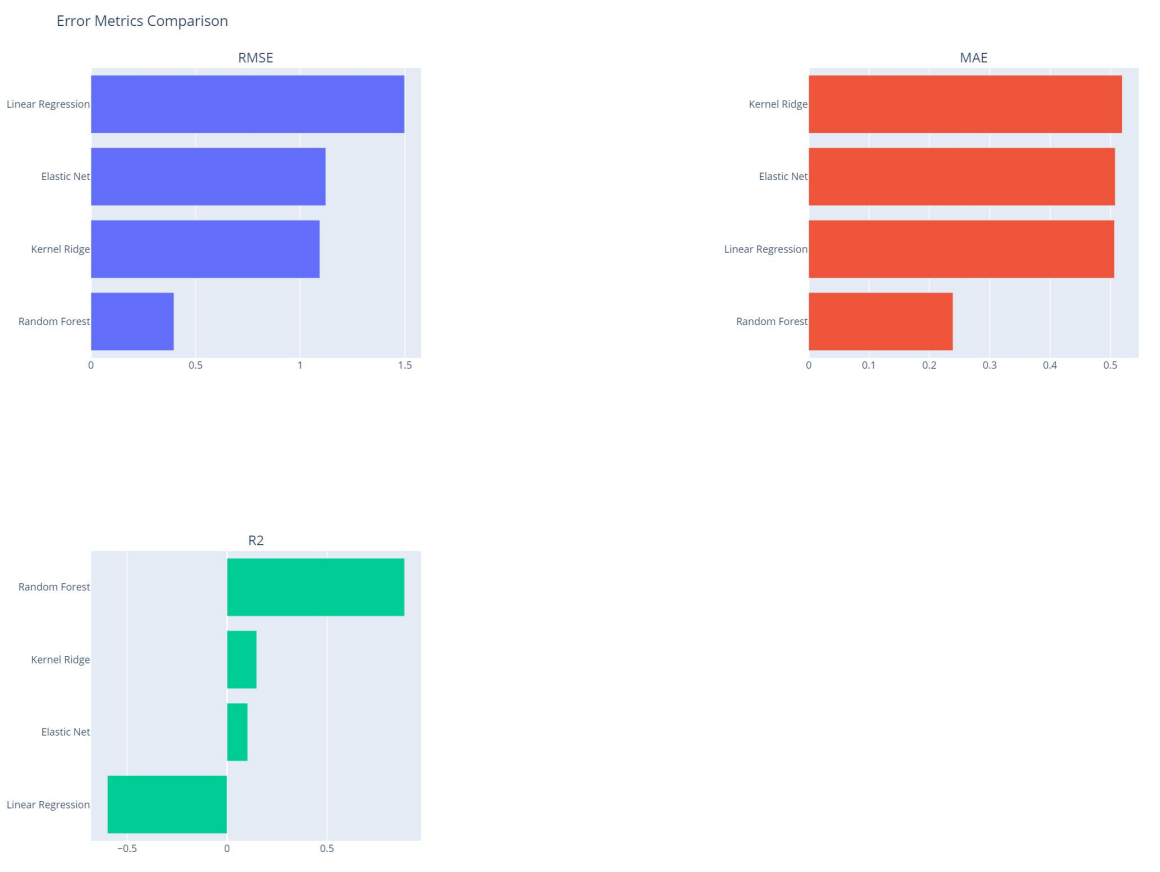 Error Metrics Comparison
RMSE
Linear Regression
Elastic Net
Kernel Ridge
Random Forest
0 0.5 1 1.5
MAE
Kernel Ridge
Elastic Net
Linear Regression
Random Forest
0 0.1 0.2 0.3 0.4 0.5
R2
Random Forest
Kernel Ridge
Elastic Net
Linear Regression
−0.5 0 0.5